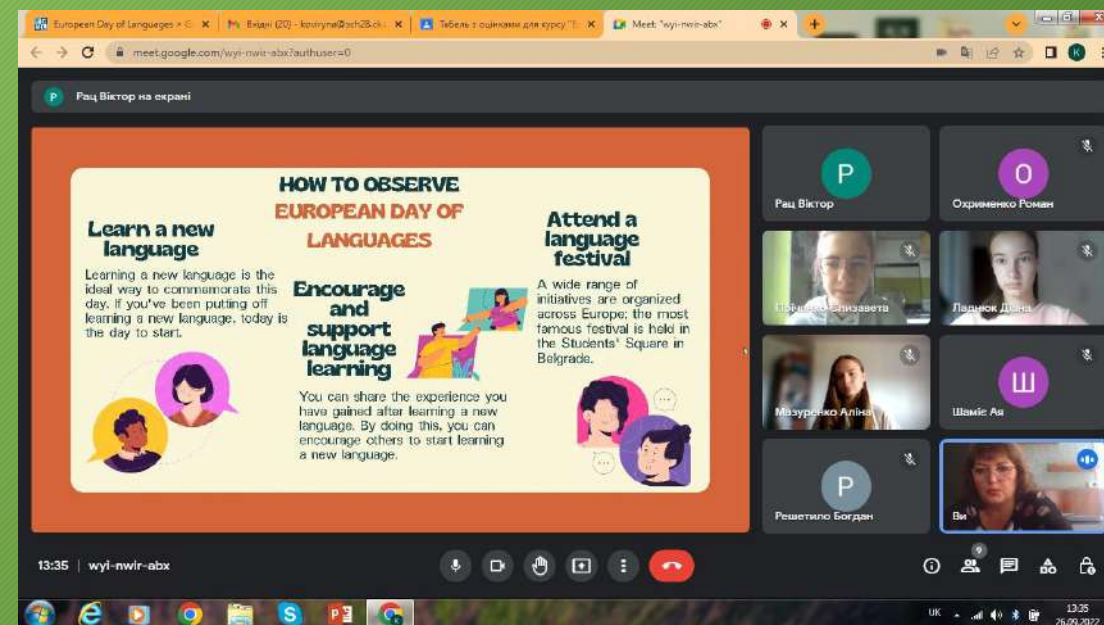 European Day of Languages
Вхідні (20) -
Табель з оцінками для курсу "
Meet: "wyi-nwir-abx"
meet.google.com/wyi-nwir-abx?authuser=0
K
Р Рац Віктор на екрані
HOW TO OBSERVE
EUROPEAN DAY OF
LANGUAGES
Learn a new
language
Learning a new language is the
ideal way to commemorate this
day. If you've been putting off
learning a new language, today is
the day to start.
Encourage
and
support
language
learning
You can share the experience you
have gained after learning a new
language. By doing this, you can
encourage others to start learning
a new language.
Attend a
language
festival
A wide range of
initiatives are organized
across Europe; the most
famous festival is held in
the Students' Square in
Belgrade.
Р
Рац Віктор
О
Охрименко Роман
Єлизавета
Ладнюк Діана
Мазуренко Аліна
Ш
Шаміє Ая
Р
Решетило Богдан
Ви
13:35 | wyi-nwir-abx
9
UK
13:35
26.09.2022